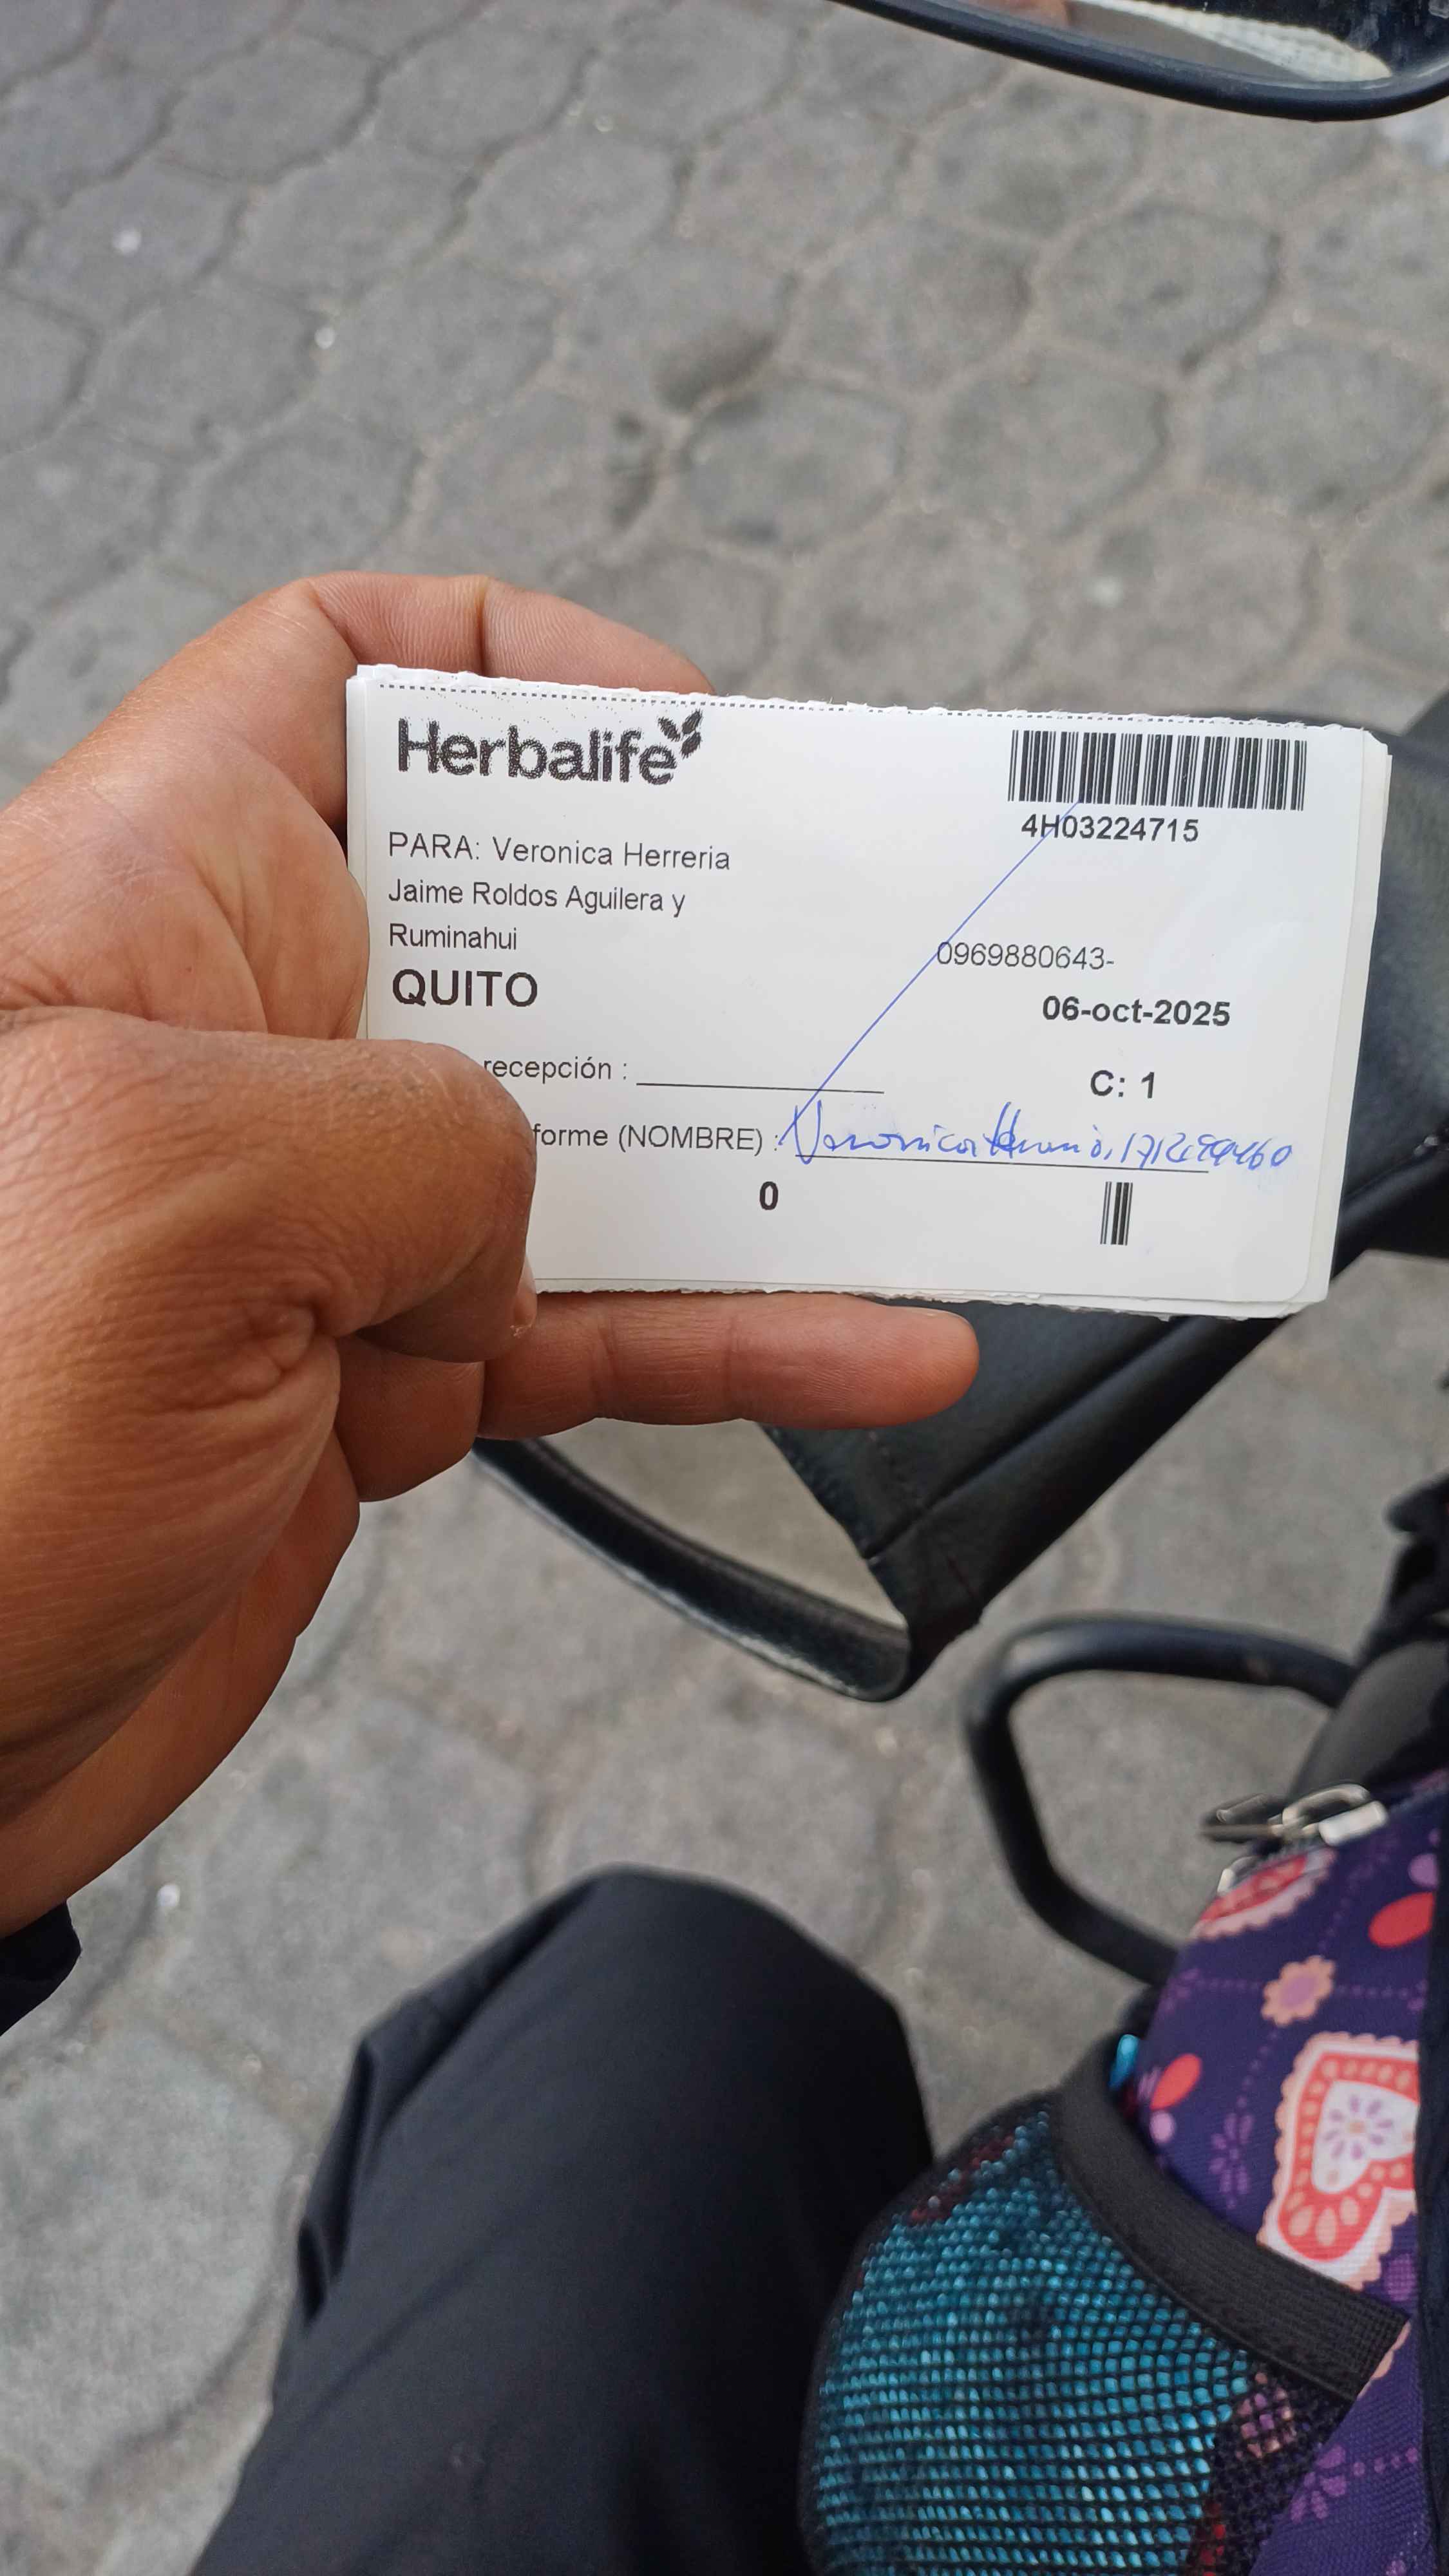 Herbalife
4H03224715
PARA: Veronica Herreria
Jaime Roldos Aguilera y
Ruminahui
0969880643-
QUITO
06-oct-2025
recepción :
C: 1
forme (NOMBRE) : Veronica
0